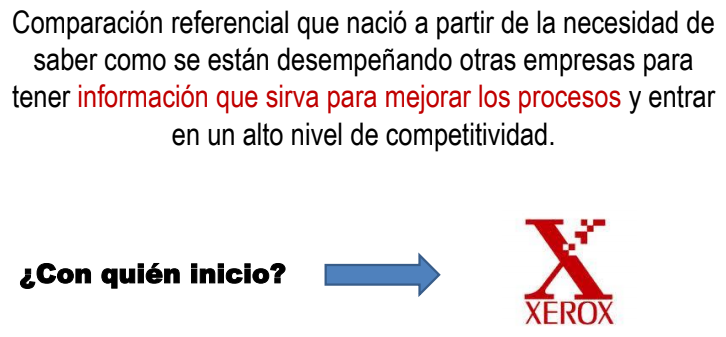 Comparación referencial que nació a partir de la necesidad de
saber como se están desempeñando otras empresas para
tener información que sirva para mejorar los procesos y entrar
en un alto nivel de competitividad.
¿Con quién inicio?
XEROX